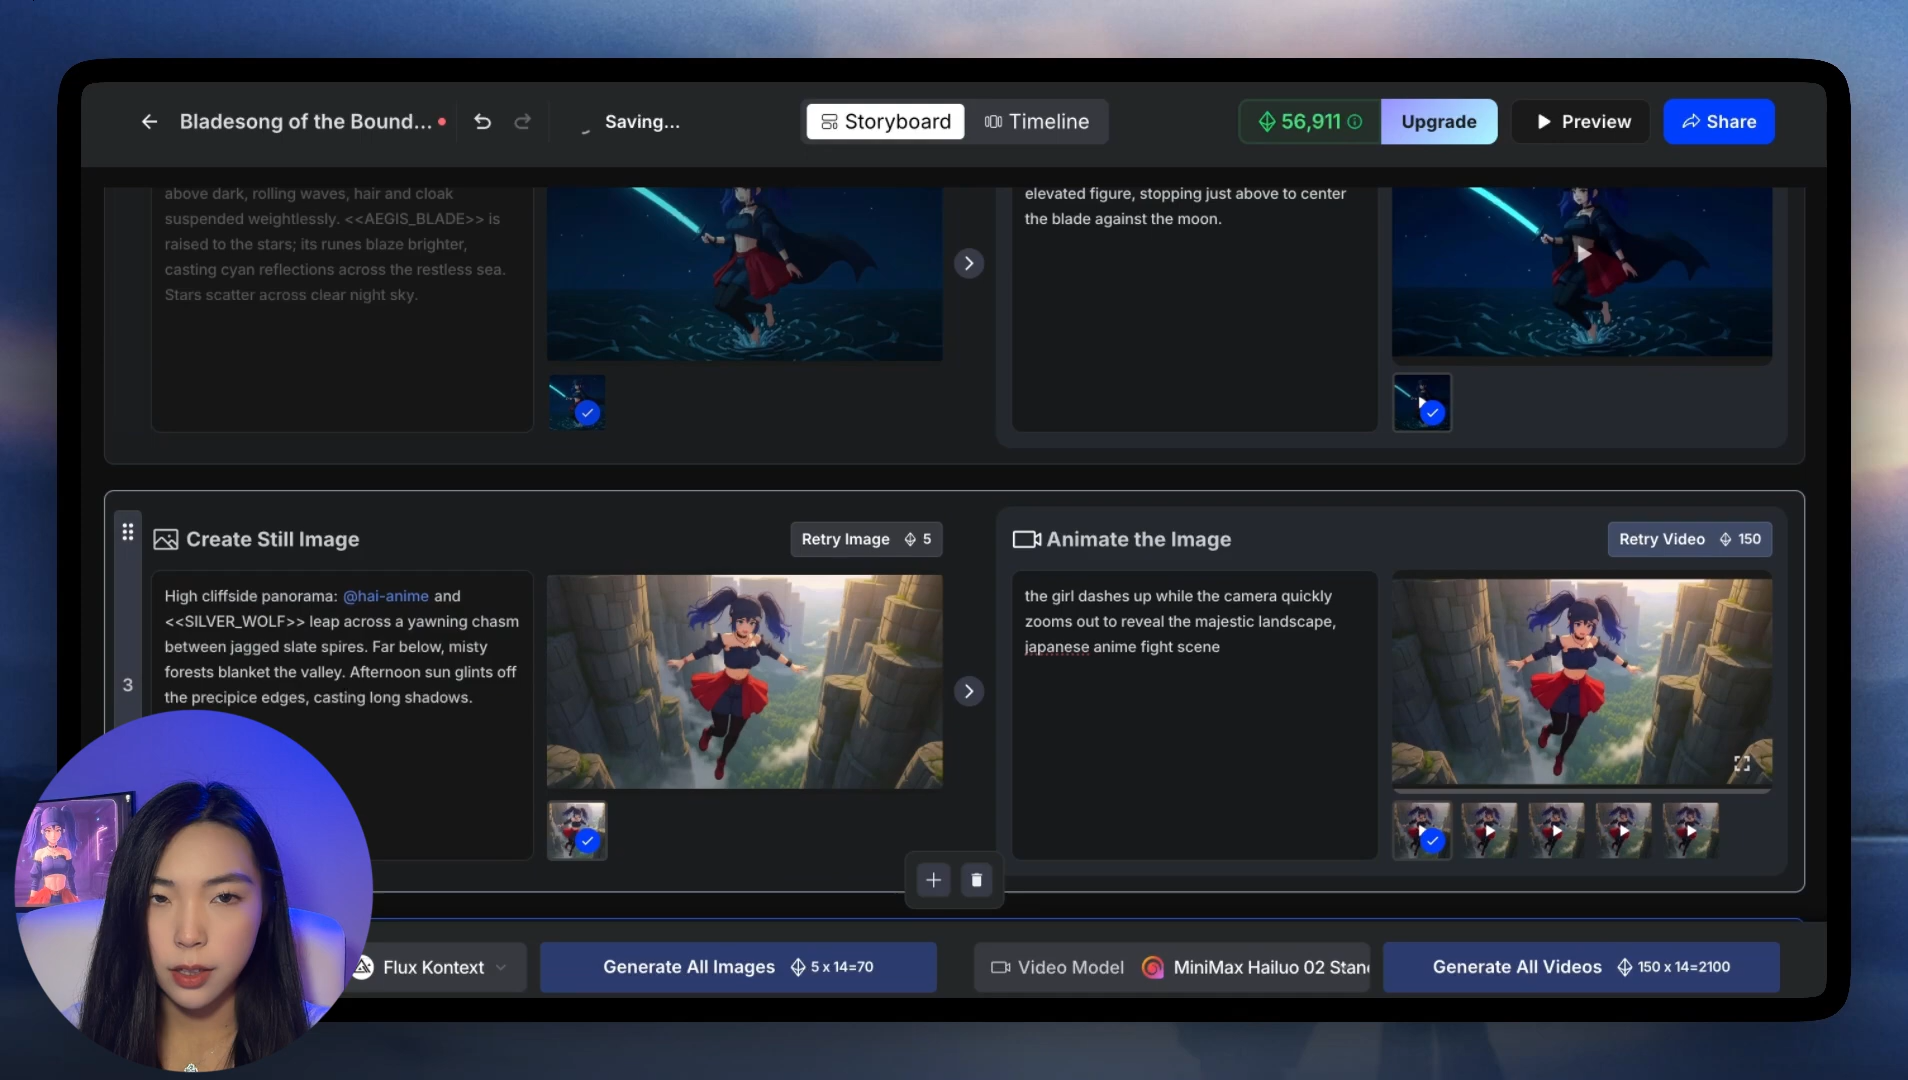 Bladesong of the Bound...
Saving...
Storyboard
Timeline
56,911
Upgrade
Preview
Share
above dark, rolling waves, hair and cloak
suspended weightlessly. <<AEGIS_BLADE>> is
raised to the stars; its runes blaze brighter,
casting cyan reflections across the restless sea.
Stars scatter across clear night sky.
elevated figure, stopping just above to center
the blade against the moon.
3
Create Still Image
Retry Image 5
High cliffside panorama: @hai-anime and
<<SILVER_WOLF>> leap across a yawning chasm
between jagged slate spires. Far below, misty
forests blanket the valley. Afternoon sun glints off
the precipice edges, casting long shadows.
Animate the Image
Retry Video 150
the girl dashes up while the camera quickly
zooms out to reveal the majestic landscape,
japanese anime fight scene
Flux Kontext
Generate All Images 5 x 14=70
Video Model MiniMax Hailuo 02 Stan
Generate All Videos 150 x 14=2100